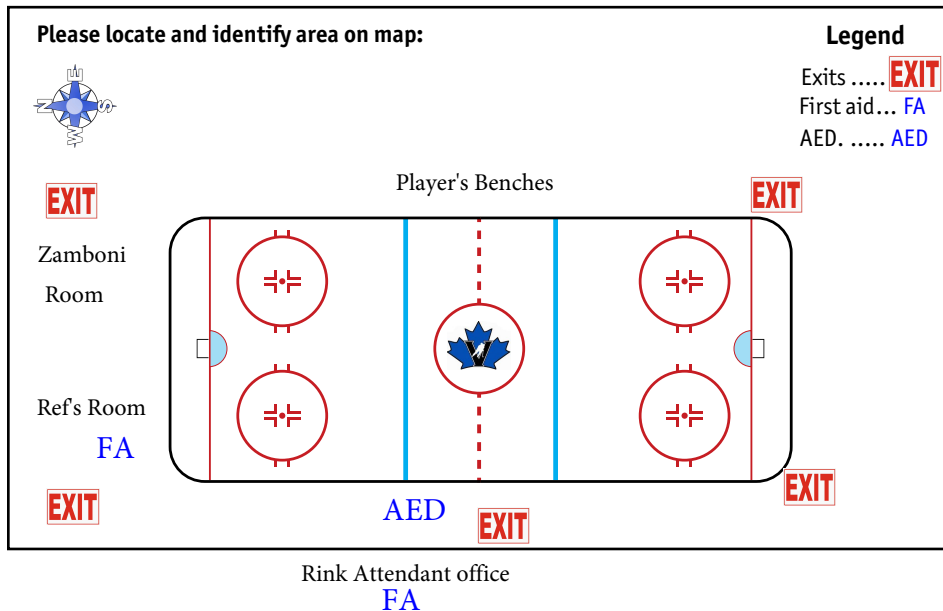 Please locate and identify area on map:
Legend
Exits ..... EXIT
First aid... FA
AED. ..... AED
E
N S
W
Player's Benches
EXIT
EXIT
Zamboni
Room
V
Ref's Room
FA
EXIT
AED
EXIT
EXIT
Rink Attendant office
FA